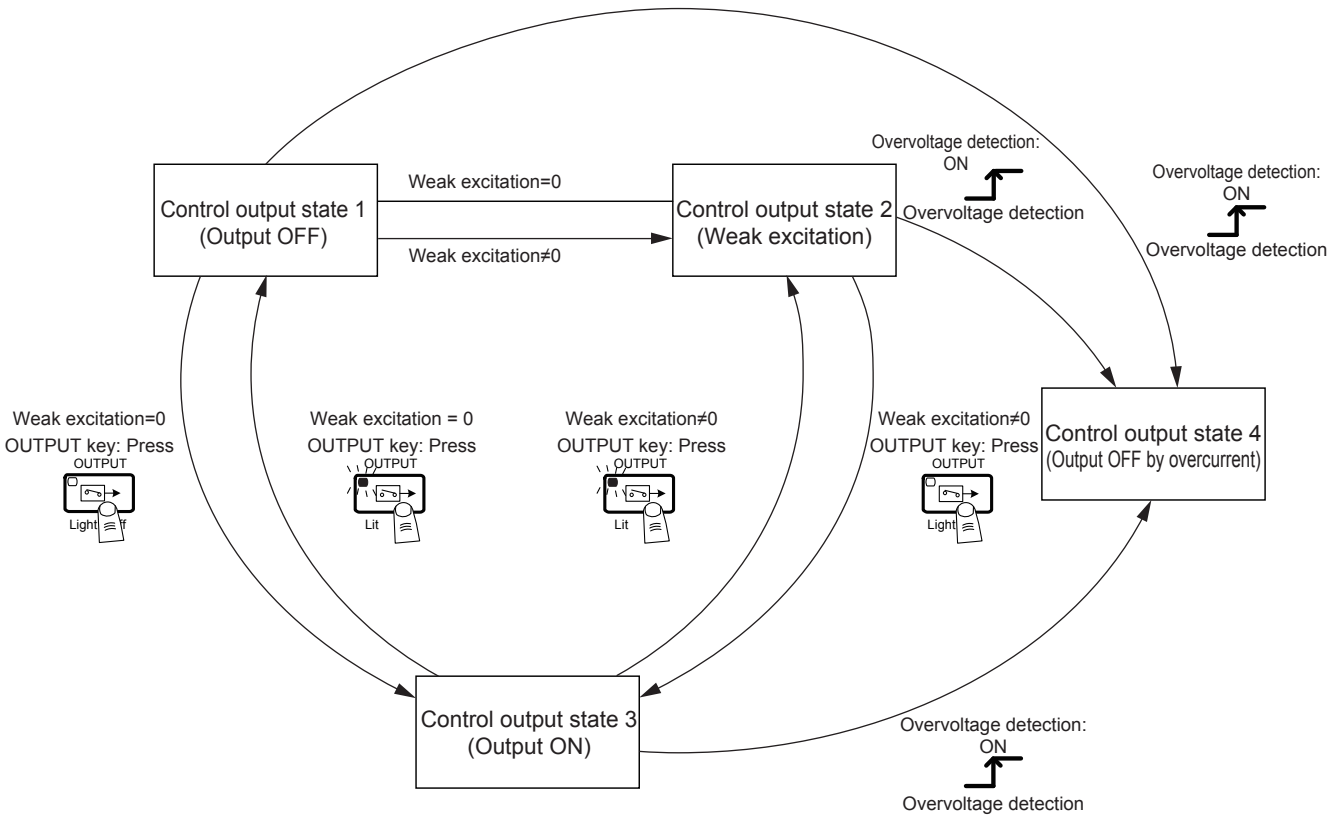 Overvoltage detection:
ON
Overvoltage detection
Overvoltage detection:
ON
Overvoltage detection
Control output state 1
(Output OFF)
Weak excitation=0
Weak excitation≠0
Control output state 2
(Weak excitation)
Weak excitation=0
OUTPUT key: Press
OUTPUT
Light
Weak excitation = 0
OUTPUT key: Press
OUTPUT
Lit
Weak excitation≠0
OUTPUT key: Press
OUTPUT
Lit
Weak excitation≠0
OUTPUT key: Press
OUTPUT
Light
Control output state 4
(Output OFF by overcurrent)
Control output state 3
(Output ON)
Overvoltage detection:
ON
Overvoltage detection